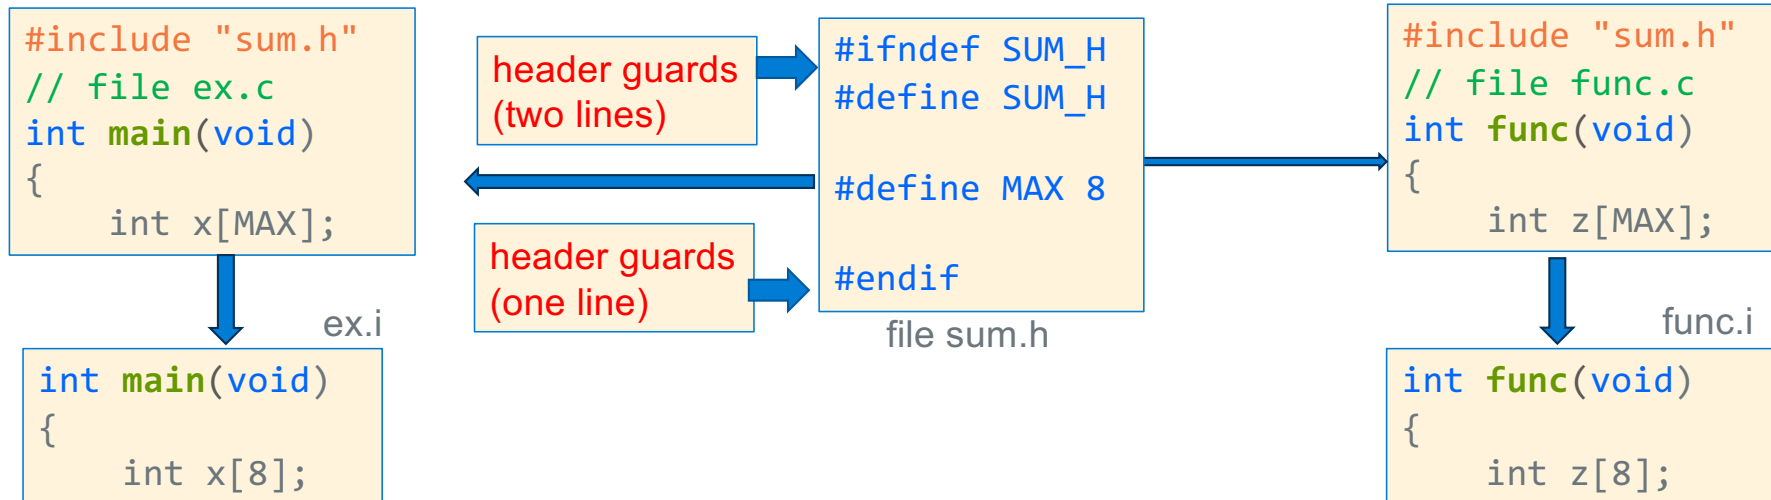 #include "sum.h"
// file ex.c
int main(void)
{
int x[MAX];
ex.i
int main(void)
{
int x[8];
header guards
(two lines)
header guards
(one line)
#ifndef SUM_H
#define SUM_H
#define MAX 8
#endif
file sum.h
#include "sum.h"
// file func.c
int func(void)
{
int z[MAX];
func.i
int func(void)
{
int z[8];